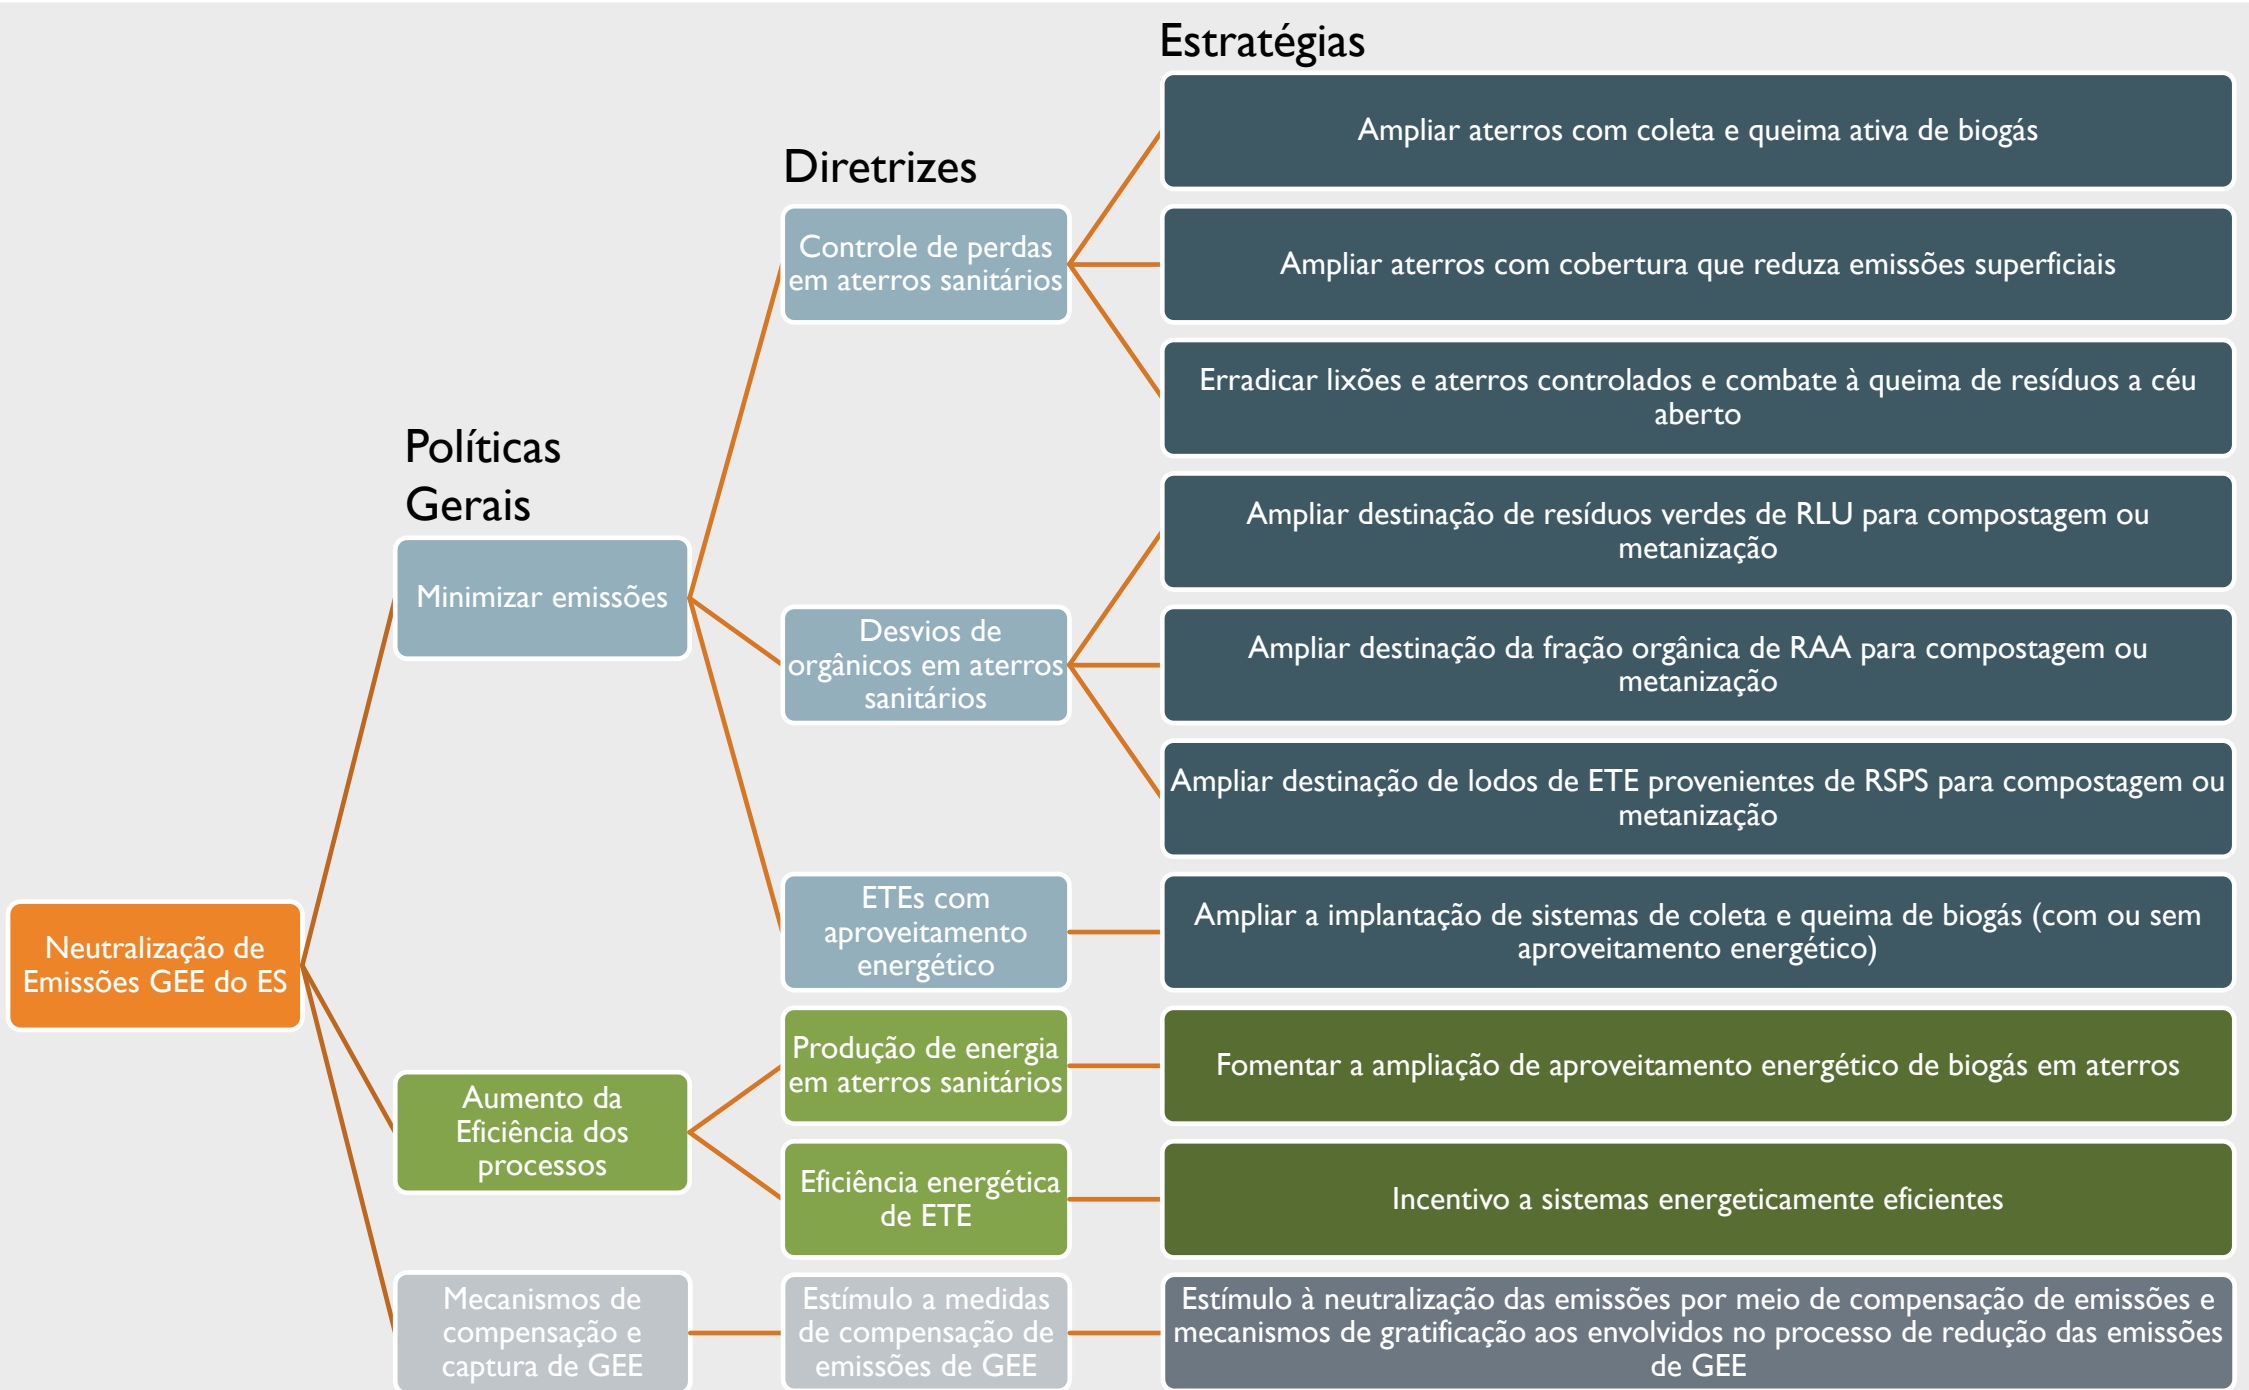 Estratégias
Ampliar aterros com coleta e queima ativa de biogás
Diretrizes
Controle de perdas
em aterros sanitários
Ampliar aterros com cobertura que reduza emissões superficiais
Erradicar lixões e aterros controlados e combate à queima de resíduos a céu
aberto
Políticas
Gerais
Minimizar emissões
Desvios de
orgânicos em aterros
sanitários
Ampliar destinação de resíduos verdes de RLU para compostagem ou
metanização
Ampliar destinação da fração orgânica de RAA para compostagem ou
metanização
Ampliar destinação de lodos de ETE provenientes de RSPS para compostagem ou
metanização
ETEs com
aproveitamento
energético
Ampliar a implantação de sistemas de coleta e queima de biogás (com ou sem
aproveitamento energético)
Neutralização de
Emissões GEE do ES
Aumento da
Eficiência dos
processos
Produção de energia
em aterros sanitários
Fomentar a ampliação de aproveitamento energético de biogás em aterros
Eficiência energética
de ETE
Incentivo a sistemas energeticamente eficientes
Mecanismos de
compensação e
captura de GEE
Estímulo a medidas
de compensação de
emissões de GEE
Estímulo à neutralização das emissões por meio de compensação de emissões e
mecanismos de gratificação aos envolvidos no processo de redução das emissões
de GEE